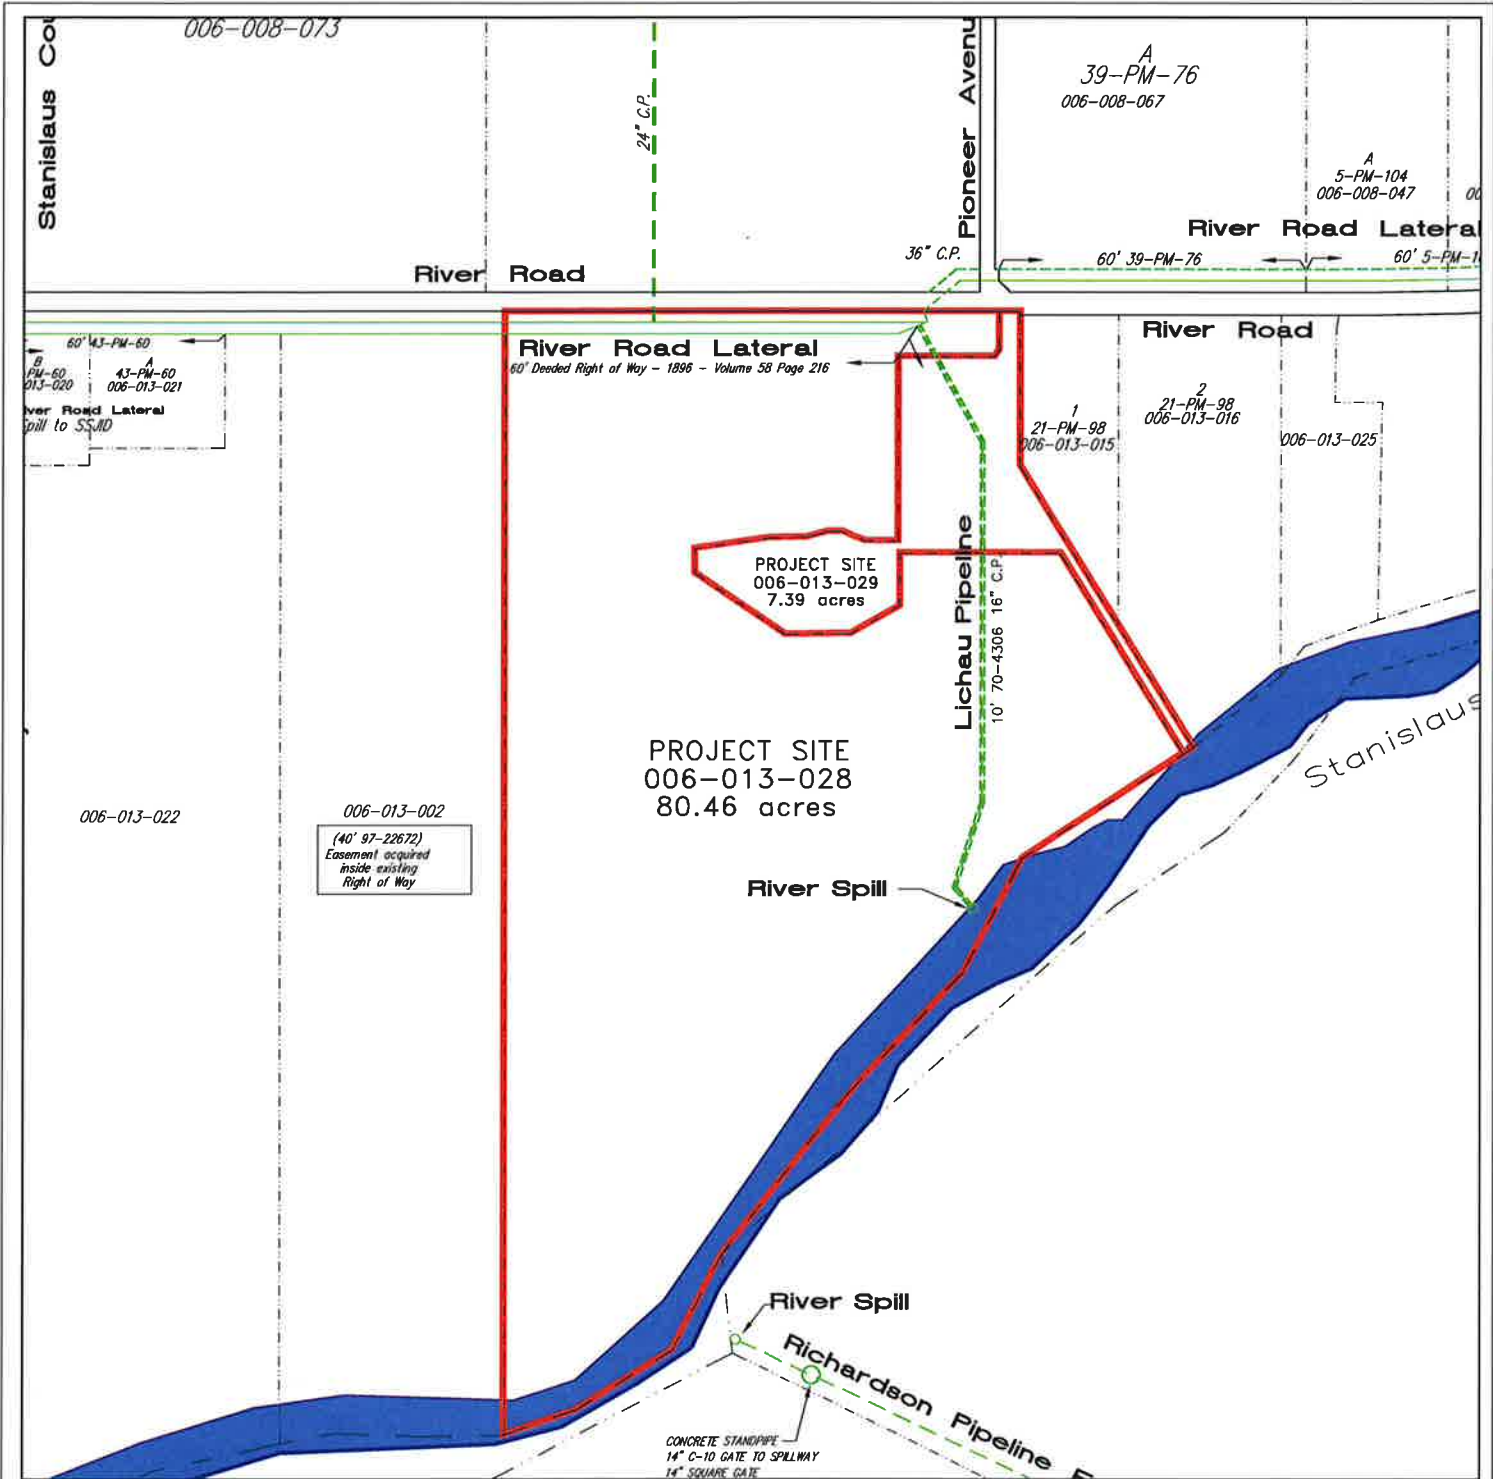 006-008-073
Stanislaus Cou
24" C.P.
Pioneer Avenu
A
39-PM-76
006-008-067
A
5-PM-104
006-008-047
00
River Road Lateral
36" C.P.
60' 39-PM-76
60' 5-PM-1
River Road
River Road
60' 43-PM-60
B
PM-60
013-020
A
43-PM-60
006-013-021
iver Road Lateral
Spill to SSJID
River Road Lateral
60' Deeded Right of Way - 1896 - Volume 58 Page 216
1
21-PM-98
006-013-015
2
21-PM-98
006-013-016
006-013-025
PROJECT SITE
006-013-029
7.39 acres
Lichau Pipeline
10' 70-4306 16" C.P.
PROJECT SITE
006-013-028
80.46 acres
Stanislaus
006-013-022
006-013-002
(40' 97-22672)
Easement acquired
inside existing
Right of Way
River Spill
River Spill
Richardson Pipeline
CONCRETE STANDPIPE
14" C-10 GATE TO SPILLWAY
14" SQUARE GATE